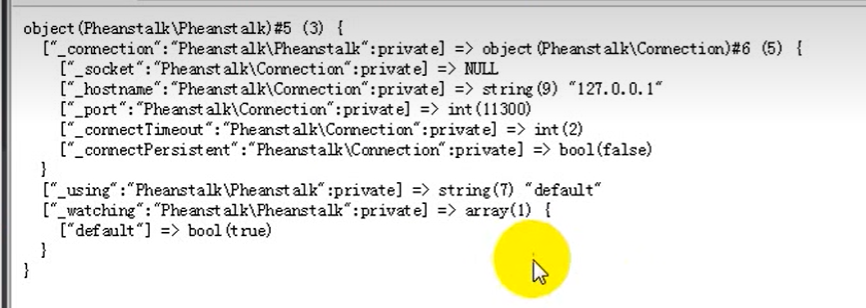 object(Pheanstalk\Pheanstalk)#5 (3) {
  ["_connection":"Pheanstalk\Pheanstalk":private] => object(Pheanstalk\Connection)#6 (5) {
    ["_socket":"Pheanstalk\Connection":private] => NULL
    ["_hostname":"Pheanstalk\Connection":private] => string(9) "127.0.0.1"
    ["_port":"Pheanstalk\Connection":private] => int(11300)
    ["_connectTimeout":"Pheanstalk\Connection":private] => int(2)
    ["_connectPersistent":"Pheanstalk\Connection":private] => bool(false)
  }
  ["_using":"Pheanstalk\Pheanstalk":private] => string(7) "default"
  ["_watching":"Pheanstalk\Pheanstalk":private] => array(1) {
    ["default"] => bool(true)
  }
}